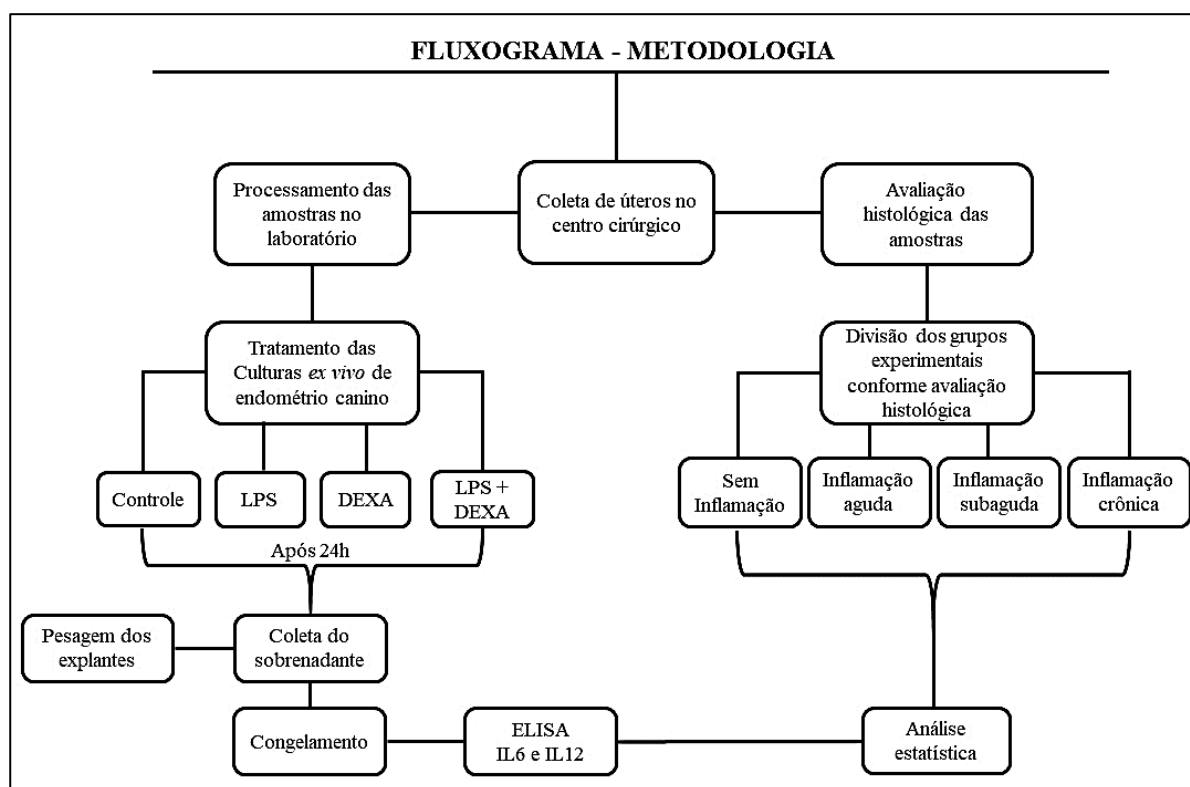 FLUXOGRAMA - METODOLOGIA
Processamento das
amostras no
laboratório
Coleta de úteros no
centro cirúrgico
Avaliação
histológica das
amostras
Tratamento das
Culturas ex vivo de
endométrio canino
Divisão dos grupos
experimentais
conforme avaliação
histológica
Controle
LPS
DEXA
LPS +
DEXA
Sem
Inflamação
Inflamação
aguda
Inflamação
subaguda
Inflamação
crônica
Após 24h
Pesagem dos
explantes
Coleta do
sobrenadante
Congelamento
ELISA
IL6 e IL12
Análise
estatística